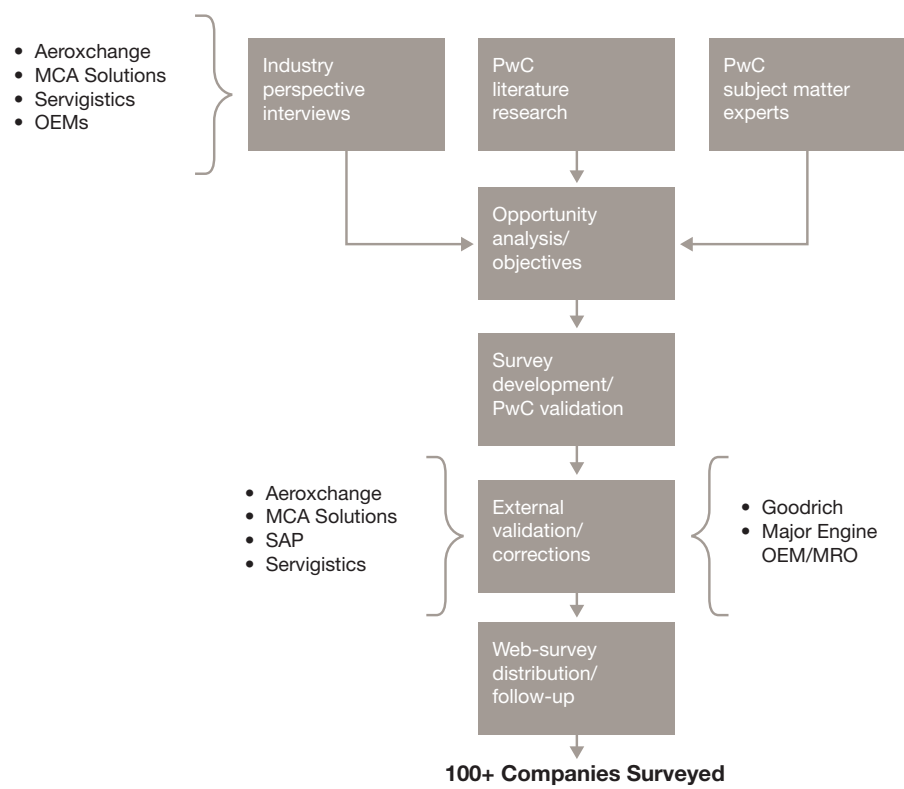 • Aeroxchange
• MCA Solutions
• Servigistics
• OEMs
Industry
perspective
interviews
PwC
literature
research
PwC
subject matter
experts
Opportunity
analysis/
objectives
Survey
development/
PwC validation
• Aeroxchange
• MCA Solutions
• SAP
• Servigistics
External
validation/
corrections
• Goodrich
• Major Engine
OEM/MRO
Web-survey
distribution/
follow-up
100+ Companies Surveyed